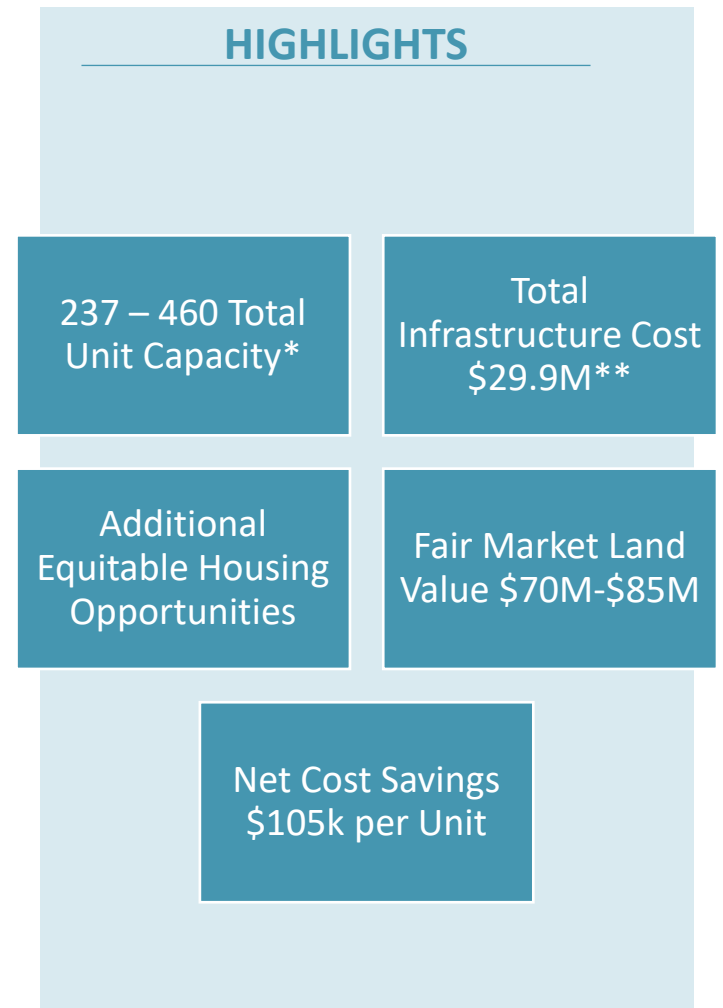 HIGHLIGHTS
237 – 460 Total
Unit Capacity*
Total
Infrastructure Cost
$29.9M**
Additional
Equitable Housing
Opportunities
Fair Market Land
Value $70M-$85M
Net Cost Savings
$105k per Unit